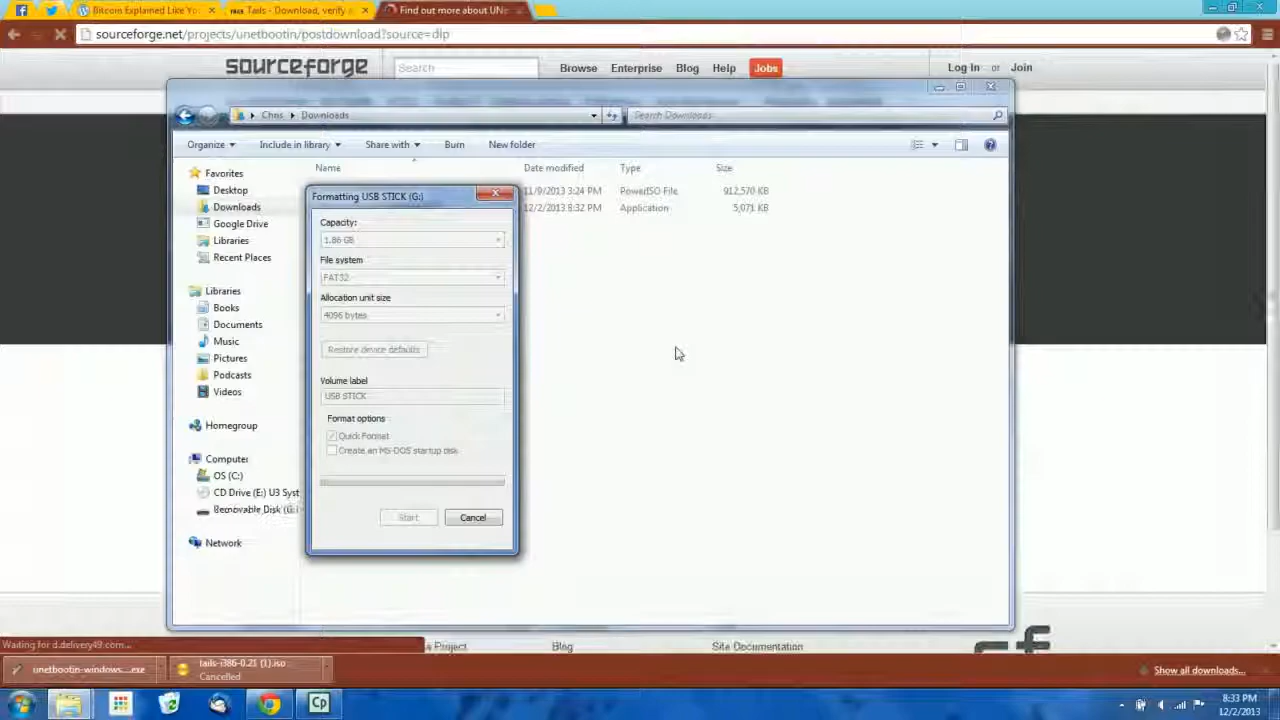 Bitcoin Explained Like Yo
Tails - Download, verify a
Find out more about UNe
sourceforge.net/projects/unetbootin/postdownload?source=dlp
sourceforge
Search
Browse Enterprise Blog Help Jobs
Log In or Join
Chris Downloads
Search Downloads
Organize Include in library Share with Burn New folder
Name Date modified Type Size
11/9/2013 3:24 PM PowerISO File 912,570 KB
12/2/2013 8:32 PM Application 5,071 KB
Favorites
Desktop
Downloads
Google Drive
Libraries
Recent Places
Libraries
Books
Documents
Music
Pictures
Podcasts
Videos
Homegroup
Computer
OS (C:)
CD Drive (E:) U3 Syst
Removable Disk (G:)
Network
Formatting USB STICK (G:)
Capacity:
1.86 GB
File system
FAT32
Allocation unit size
4096 bytes
Restore device defaults
Volume label
USB STICK
Format options
Quick Format
Create an MS-DOS startup disk
Start Cancel
Waiting for d.delivery49.com...
a Project
Blog
Site Documentation
sf
unetbootin-windows....exe
tails-i386-0.21 (1).iso
Cancelled
Show all downloads...
Cp
8:33 PM
12/2/2013